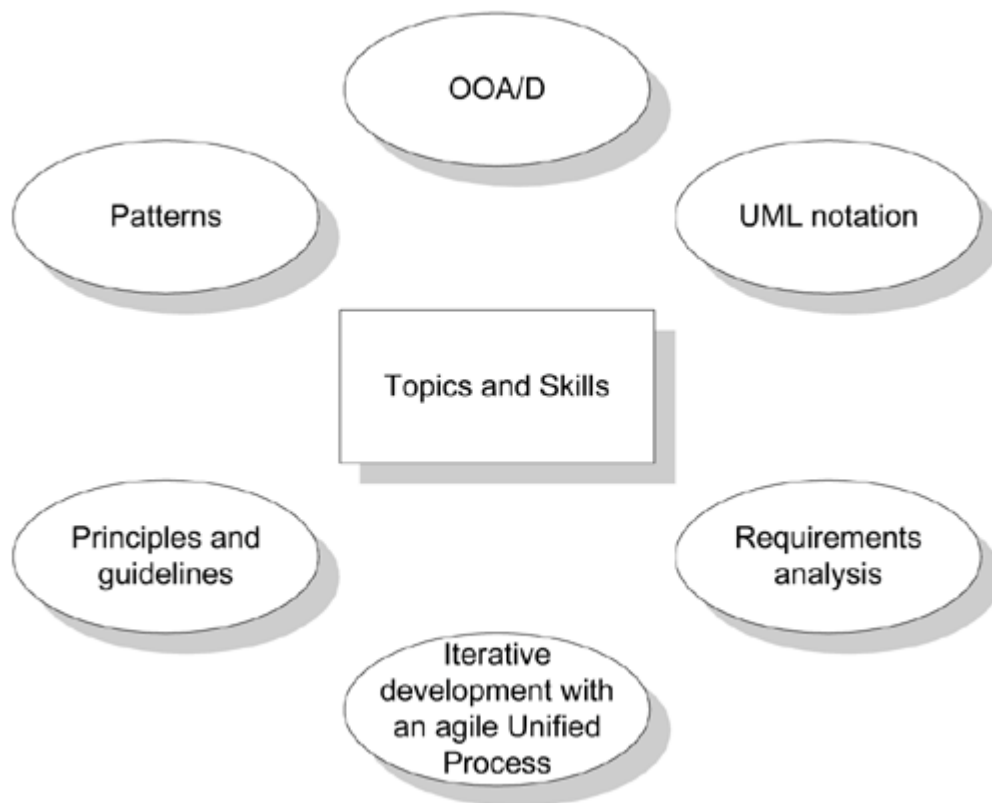 OOA/D
Patterns
UML notation
Topics and Skills
Principles and
guidelines
Requirements
analysis
Iterative
development with
an agile Unified
Process